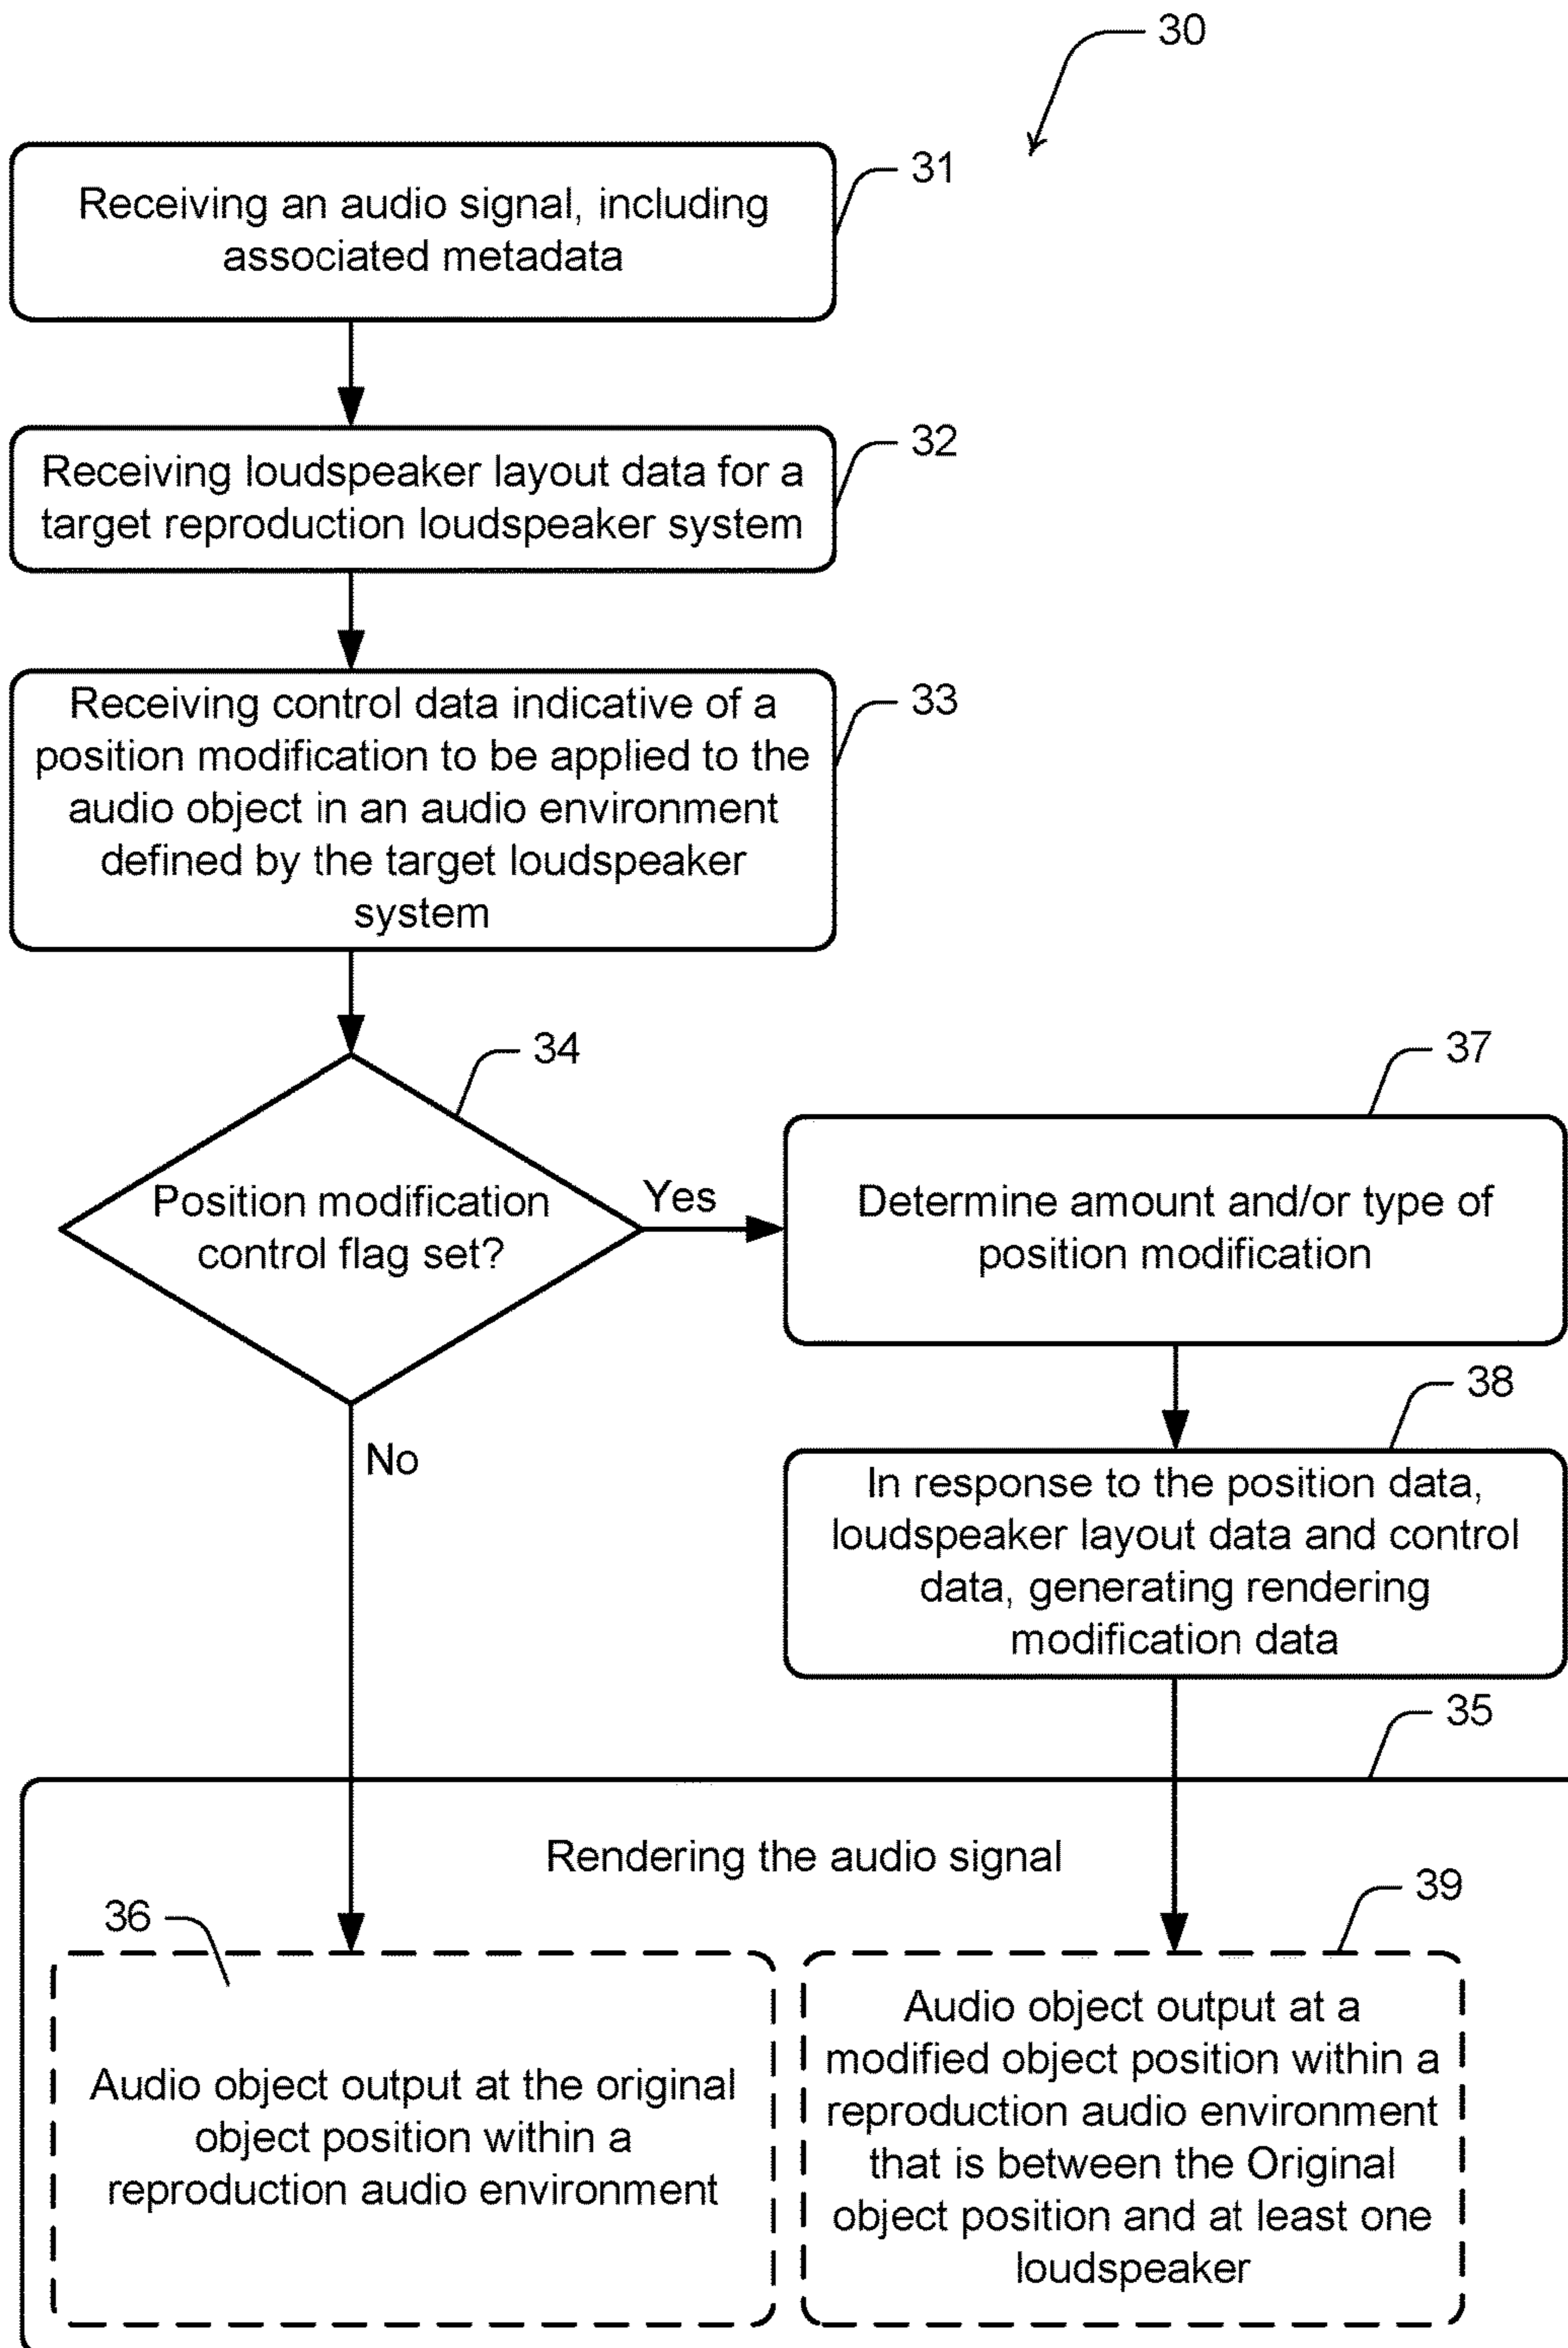 30
31
Receiving an audio signal, including
associated metadata
32
Receiving loudspeaker layout data for a
target reproduction loudspeaker system
33
Receiving control data indicative of a
position modification to be applied to the
audio object in an audio environment
defined by the target loudspeaker
system
34
Position modification
control flag set?
Yes
No
37
Determine amount and/or type of
position modification
38
In response to the position data,
loudspeaker layout data and control
data, generating rendering
modification data
35
Rendering the audio signal
36
Audio object output at the original
object position within a
reproduction audio environment
39
Audio object output at a
modified object position within a
reproduction audio environment
that is between the Original
object position and at least one
loudspeaker